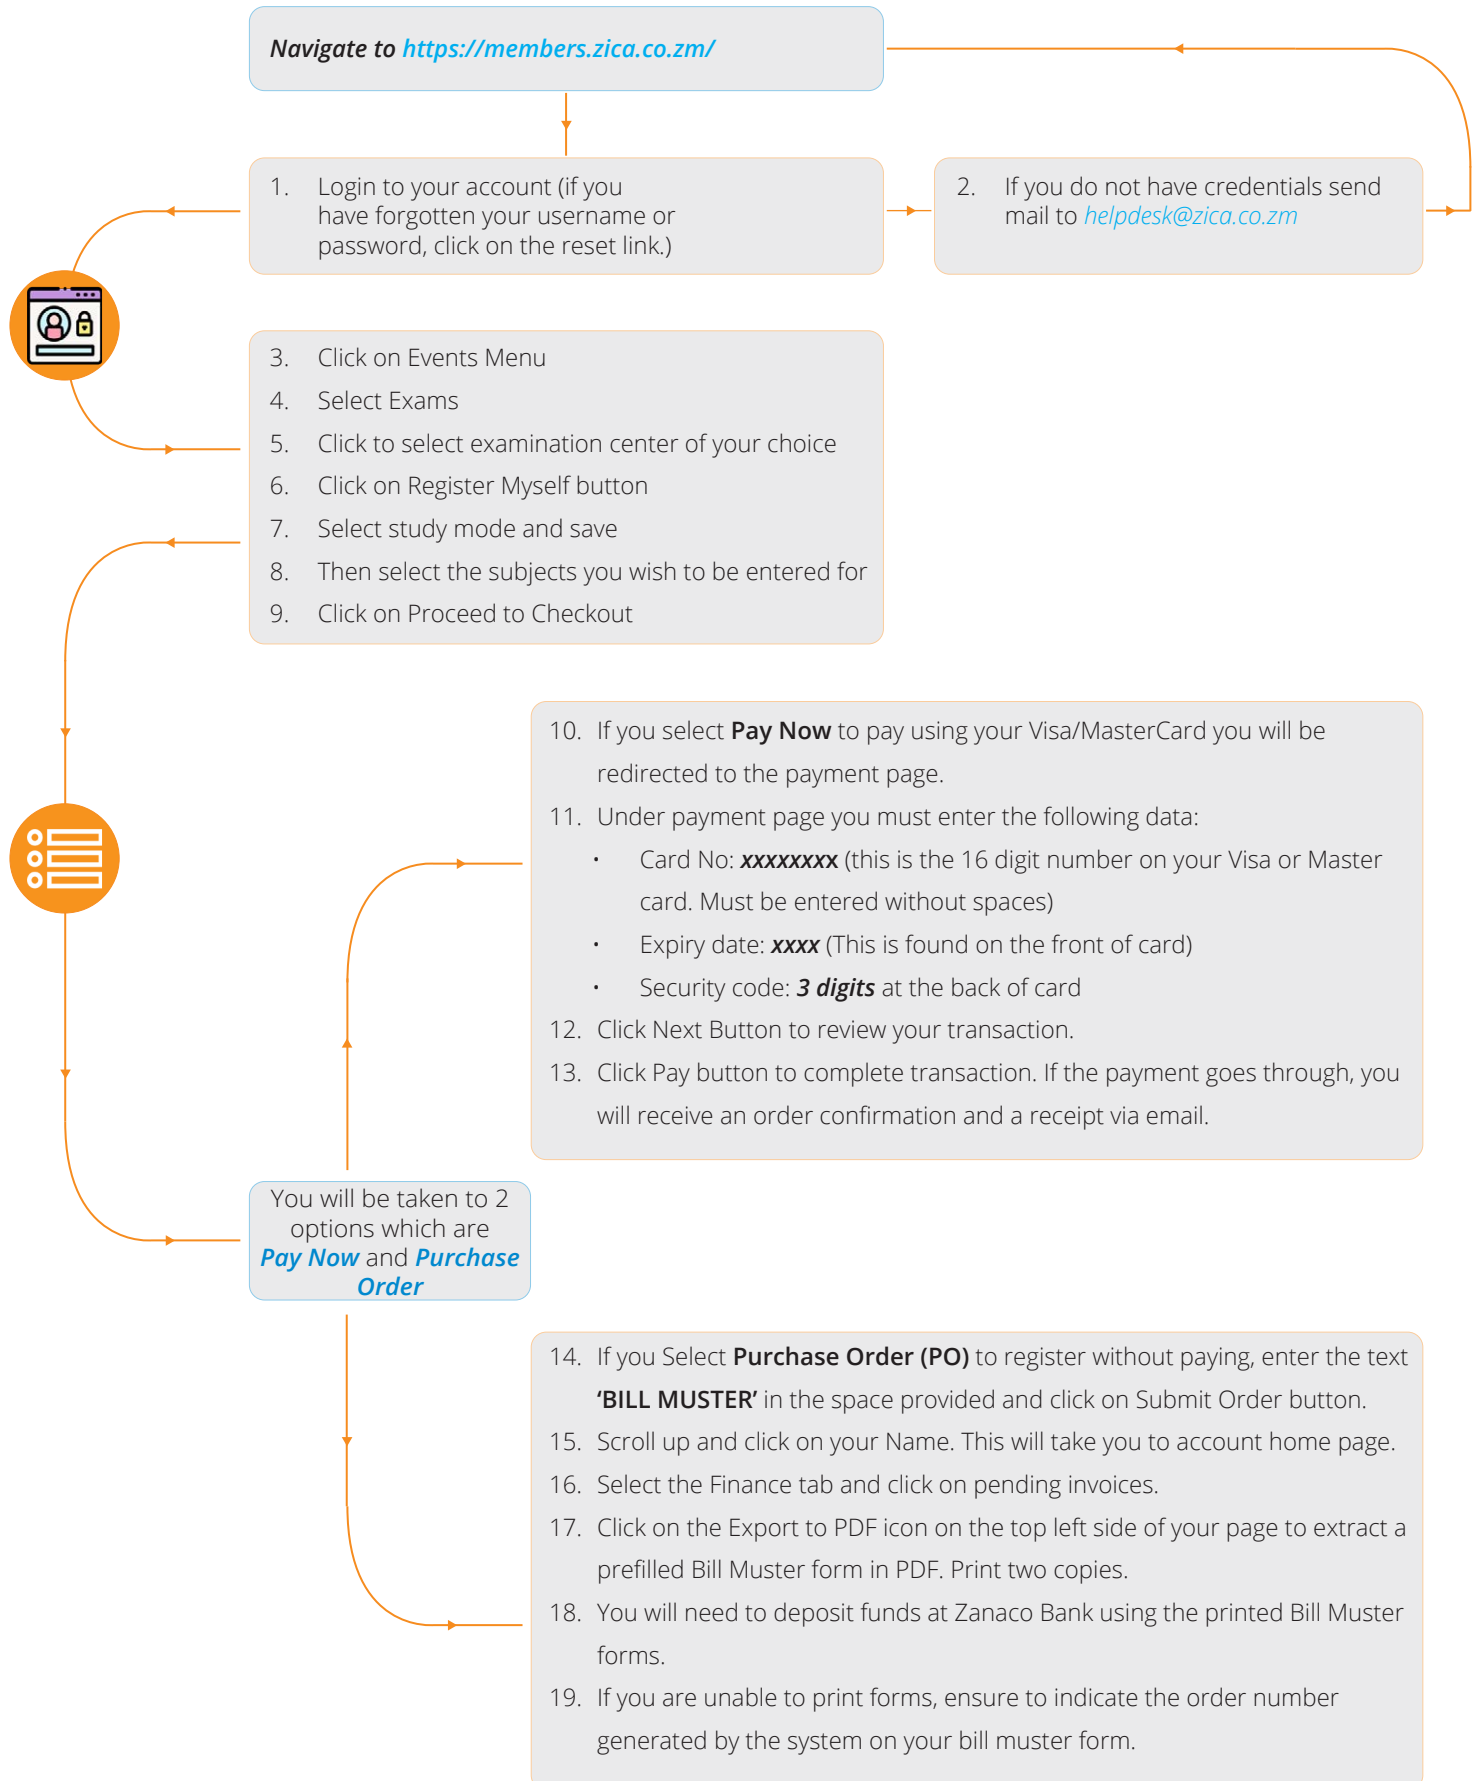 Navigate to https://members.zica.co.zm/
1. Login to your account (if you
have forgotten your username or
password, click on the reset link.)
2. If you do not have credentials send
mail to helpdesk@zica.co.zm
3. Click on Events Menu
4. Select Exams
5. Click to select examination center of your choice
6. Click on Register Myself button
7. Select study mode and save
8. Then select the subjects you wish to be entered for
9. Click on Proceed to Checkout
10. If you select Pay Now to pay using your Visa/MasterCard you will be
redirected to the payment page.
11. Under payment page you must enter the following data:
• Card No: xxxxxxxxx (this is the 16 digit number on your Visa or Master
card. Must be entered without spaces)
• Expiry date: xxxx (This is found on the front of card)
• Security code: 3 digits at the back of card
12. Click Next Button to review your transaction.
13. Click Pay button to complete transaction. If the payment goes through, you
will receive an order confirmation and a receipt via email.
You will be taken to 2
options which are
Pay Now and Purchase
Order
14. If you Select Purchase Order (PO) to register without paying, enter the text
‘BILL MUSTER’ in the space provided and click on Submit Order button.
15. Scroll up and click on your Name. This will take you to account home page.
16. Select the Finance tab and click on pending invoices.
17. Click on the Export to PDF icon on the top left side of your page to extract a
prefilled Bill Muster form in PDF. Print two copies.
18. You will need to deposit funds at Zanaco Bank using the printed Bill Muster
forms.
19. If you are unable to print forms, ensure to indicate the order number
generated by the system on your bill muster form.